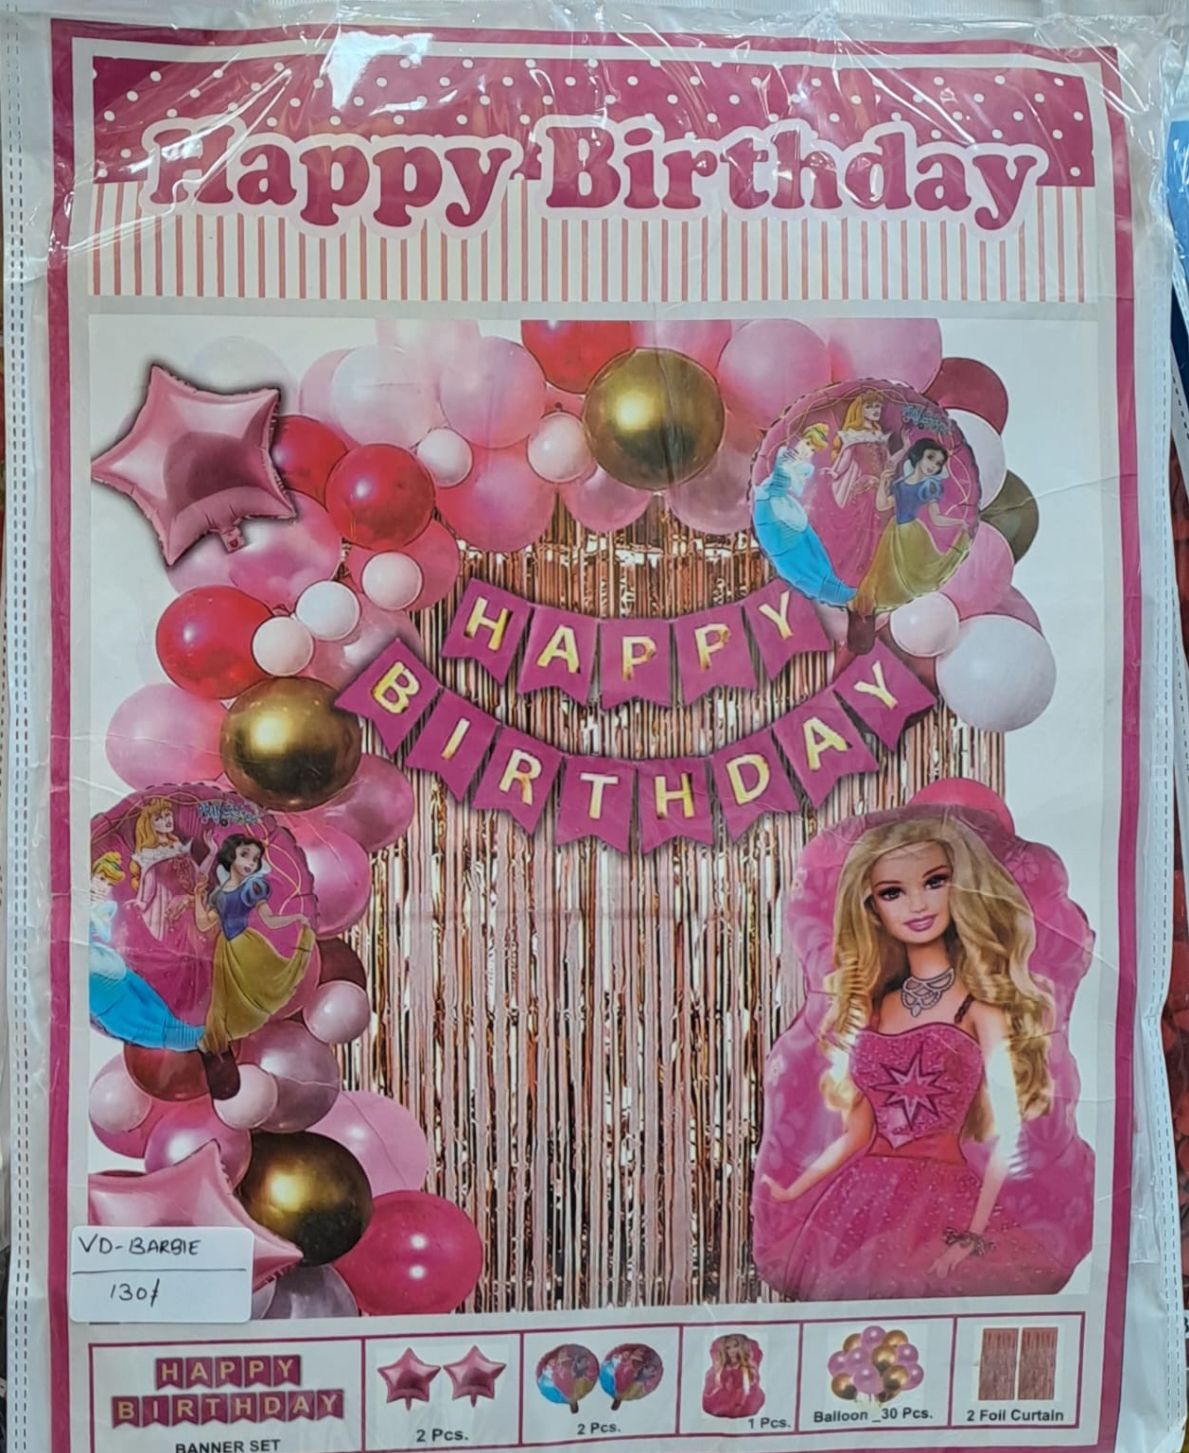 Happy Birthday
HAPPY
BIRTHDAY
VD-BARBIE
130/
HAPPY
BIRTHDAY
BANNER SET
2 Pcs.
2 Pcs.
1 Pcs.
Balloon _30 Pcs.
2 Foil Curtain